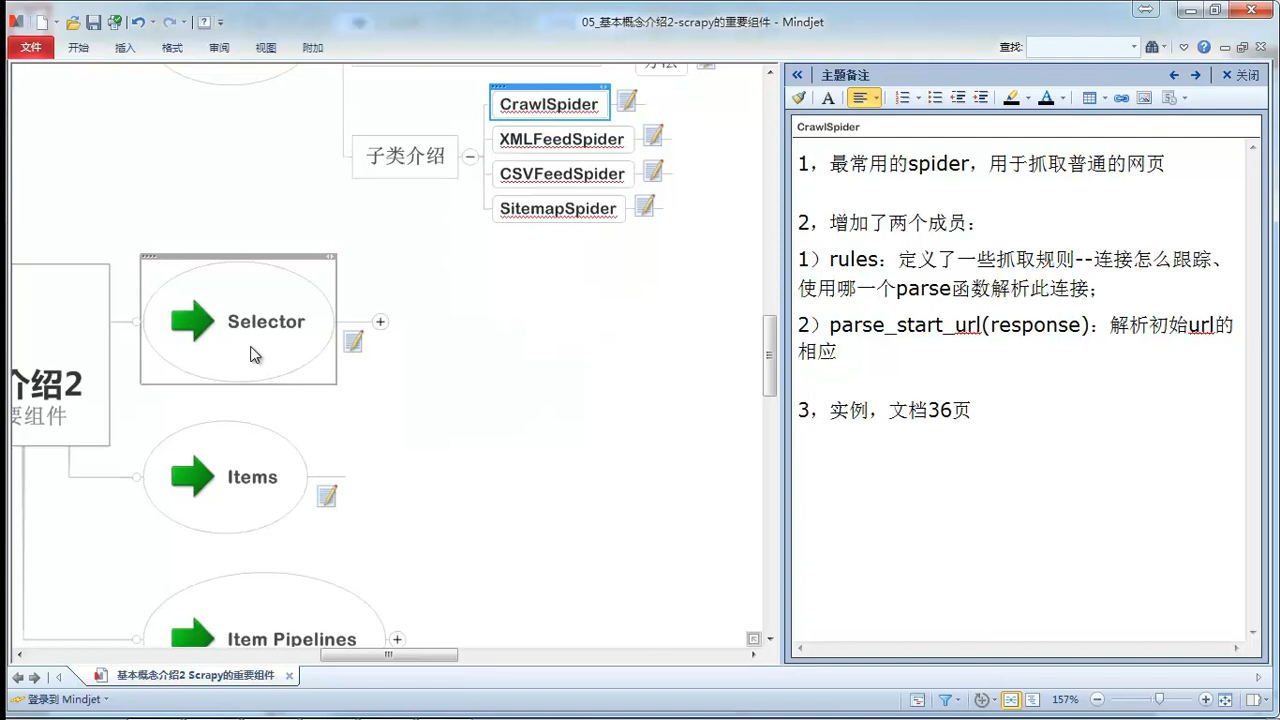 05_基本概念介绍2-scrapy的重要组件 - Mindjet
文件 开始 插入 格式 审阅 视图 附加 查找:
方法
CrawlSpider
子类介绍
XMLFeedSpider
CSVFeedSpider
SitemapSpider
Selector
介绍2
要组件
Items
Item Pipelines
主题备注 关闭
CrawlSpider
1，最常用的spider，用于抓取普通的网页
2，增加了两个成员：
1）rules：定义了一些抓取规则--连接怎么跟踪、
使用哪一个parse函数解析此连接；
2）parse_start_url(response)：解析初始url的
相应
3，实例，文档36页
基本概念介绍2 Scrapy的重要组件
登录到 Mindjet 157%